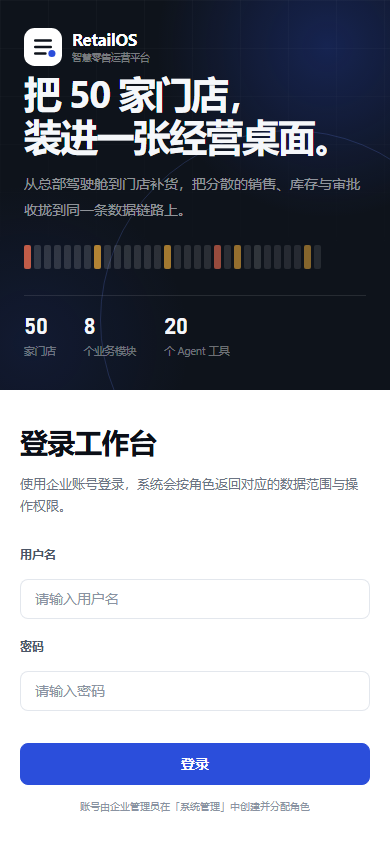 RetailOS
智慧零售运营平台
把 50 家门店，
装进一张经营桌面。
从总部驾驶舱到门店补货，把分散的销售、库存与审批
收拢到同一条数据链路上。
50 8 20
家门店 个业务模块 个 Agent 工具
登录工作台
使用企业账号登录，系统会按角色返回对应的数据范围与操
作权限。
用户名
请输入用户名
密码
请输入密码
登录
账号由企业管理员在「系统管理」中创建并分配角色